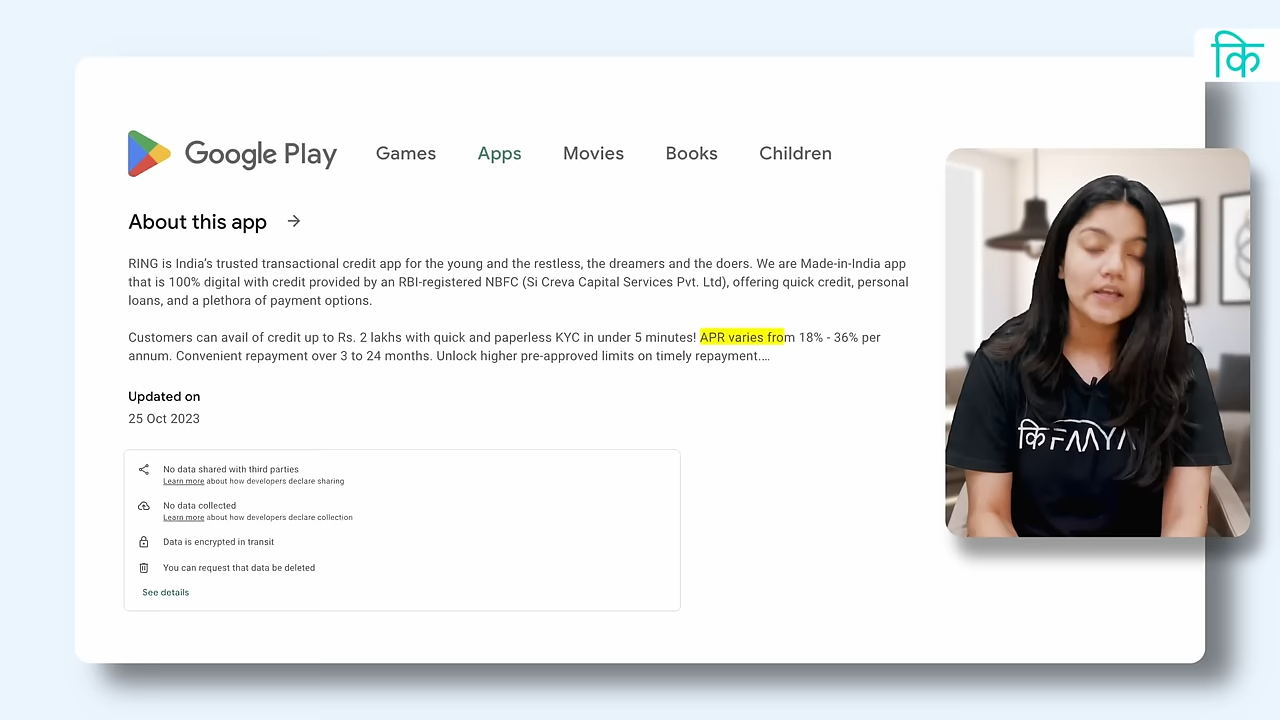 कि
Google Play Games Apps Movies Books Children
About this app
RING is India's trusted transactional credit app for the young and the restless, the dreamers and the doers. We are Made-in-India app
that is 100% digital with credit provided by an RBI-registered NBFC (Si Creva Capital Services Pvt. Ltd), offering quick credit, personal
loans, and a plethora of payment options.
Customers can avail of credit up to Rs. 2 lakhs with quick and paperless KYC in under 5 minutes! APR varies from 18% - 36% per
annum. Convenient repayment over 3 to 24 months. Unlock higher pre-approved limits on timely repayment....
Updated on
25 Oct 2023
No data shared with third parties
Learn more about how developers declare sharing
No data collected
Learn more about how developers declare collection
Data is encrypted in transit
You can request that data be deleted
See details
कि